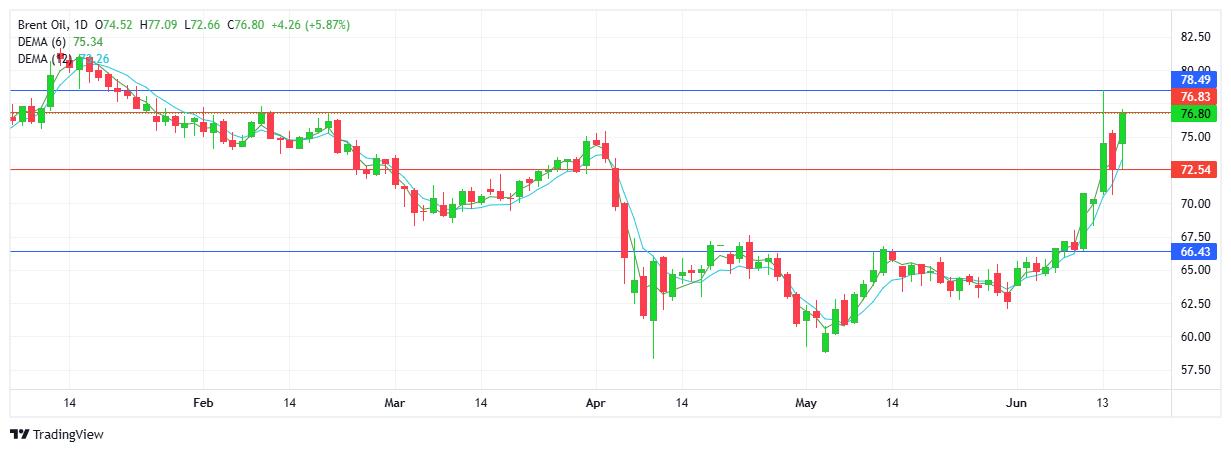 Brent Oil, 1D O74.52 H77.09 L72.66 C76.80 +4.26 (+5.87%)
DEMA (6) 75.34
DEMA (12)
82.50
80.00
78.49
76.83
76.80
75.00
72.54
70.00
67.50
66.43
65.00
62.50
60.00
57.50
14 Feb 14 Mar 14 Apr 14 May 14 Jun 13
TradingView